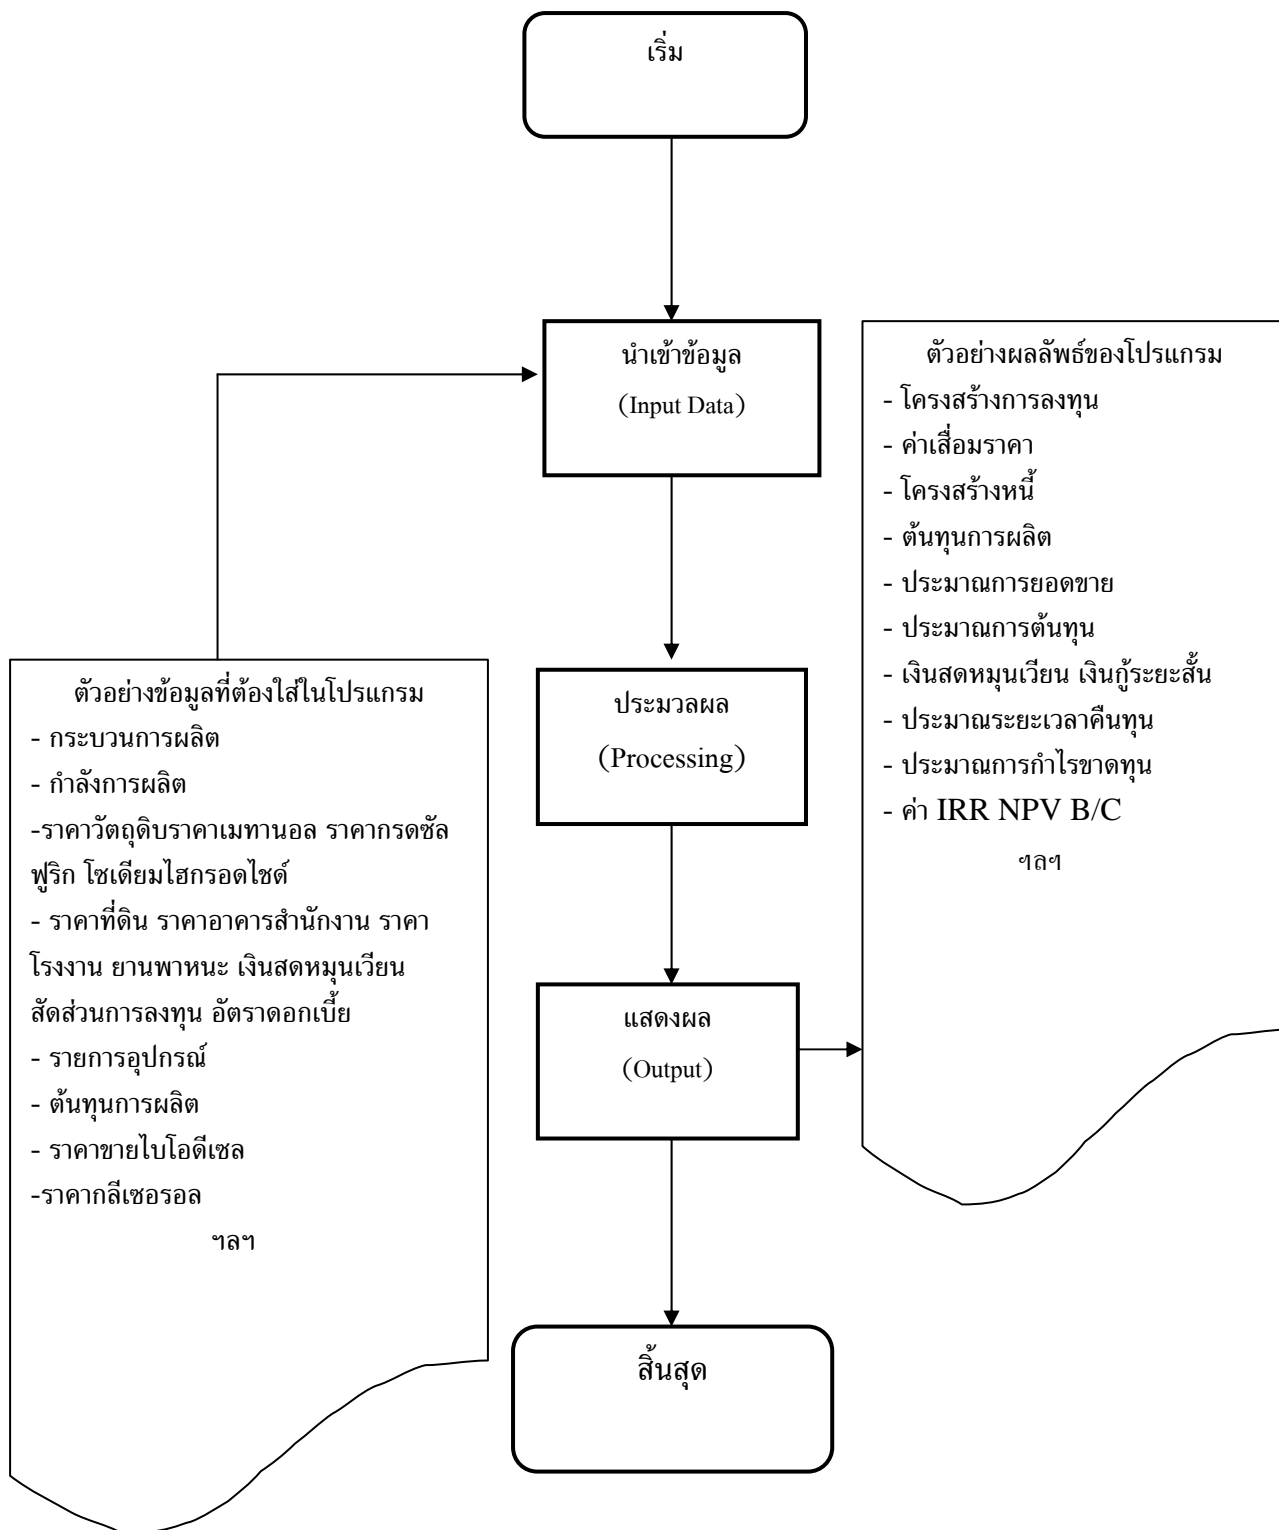 เริ่ม
นำเข้าข้อมูล
(Input Data)
ตัวอย่างผลลัพธ์ของโปรแกรม
- โครงสร้างการลงทุน
- ค่าเสื่อมราคา
- โครงสร้างหนี้
- ต้นทุนการผลิต
- ประมาณการยอดขาย
- ประมาณการต้นทุน
- เงินสดหมุนเวียน เงินกู้ระยะสั้น
- ประมาณระยะเวลาคืนทุน
- ประมาณการกำไรขาดทุน
- ค่า IRR NPV B/C
ฯลฯ
ตัวอย่างข้อมูลที่ต้องใส่ในโปรแกรม
- กระบวนการผลิต
- กำลังการผลิต
-ราคาวัตถุดิบราคาเมทานอล ราคากรดซัล
ฟูริก โซเดียมไฮกรอดไชด์
- ราคาที่ดิน ราคาอาคารสำนักงาน ราคา
โรงงาน ยานพาหนะ เงินสดหมุนเวียน
สัดส่วนการลงทุน อัตราดอกเบี้ย
- รายการอุปกรณ์
- ต้นทุนการผลิต
- ราคาขายไบโอดีเซล
-ราคากลีเซอรอล
ฯลฯ
ประมวลผล
(Processing)
แสดงผล
(Output)
สิ้นสุด